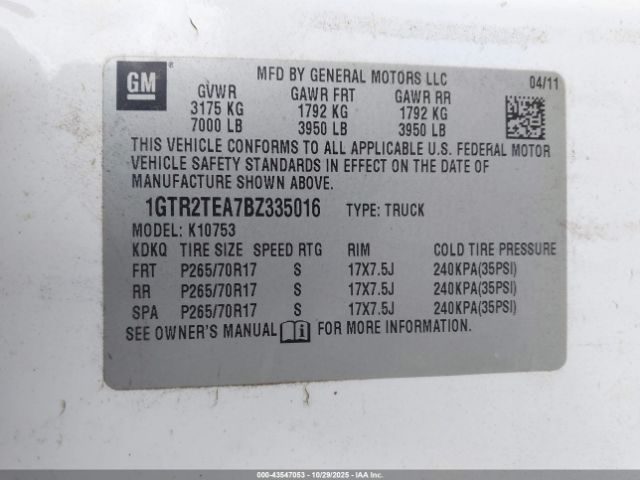 GM®
MFD BY GENERAL MOTORS LLC 04/11
GVWR GAWR FRT GAWR RR
3175 KG 1792 KG 1792 KG
7000 LB 3950 LB 3950 LB
THIS VEHICLE CONFORMS TO ALL APPLICABLE U.S. FEDERAL MOTOR
VEHICLE SAFETY STANDARDS IN EFFECT ON THE DATE OF
MANUFACTURE SHOWN ABOVE.
1GTR2TEA7BZ335016 TYPE: TRUCK
MODEL: K10753
KDKQ TIRE SIZE SPEED RTG RIM COLD TIRE PRESSURE
FRT P265/70R17 S 17X7.5J 240KPA(35PSI)
RR P265/70R17 S 17X7.5J 240KPA(35PSI)
SPA P265/70R17 S 17X7.5J 240KPA(35PSI)
SEE OWNER'S MANUAL i FOR MORE INFORMATION.
000-43547053 - 10/29/2025 - IAA Inc.